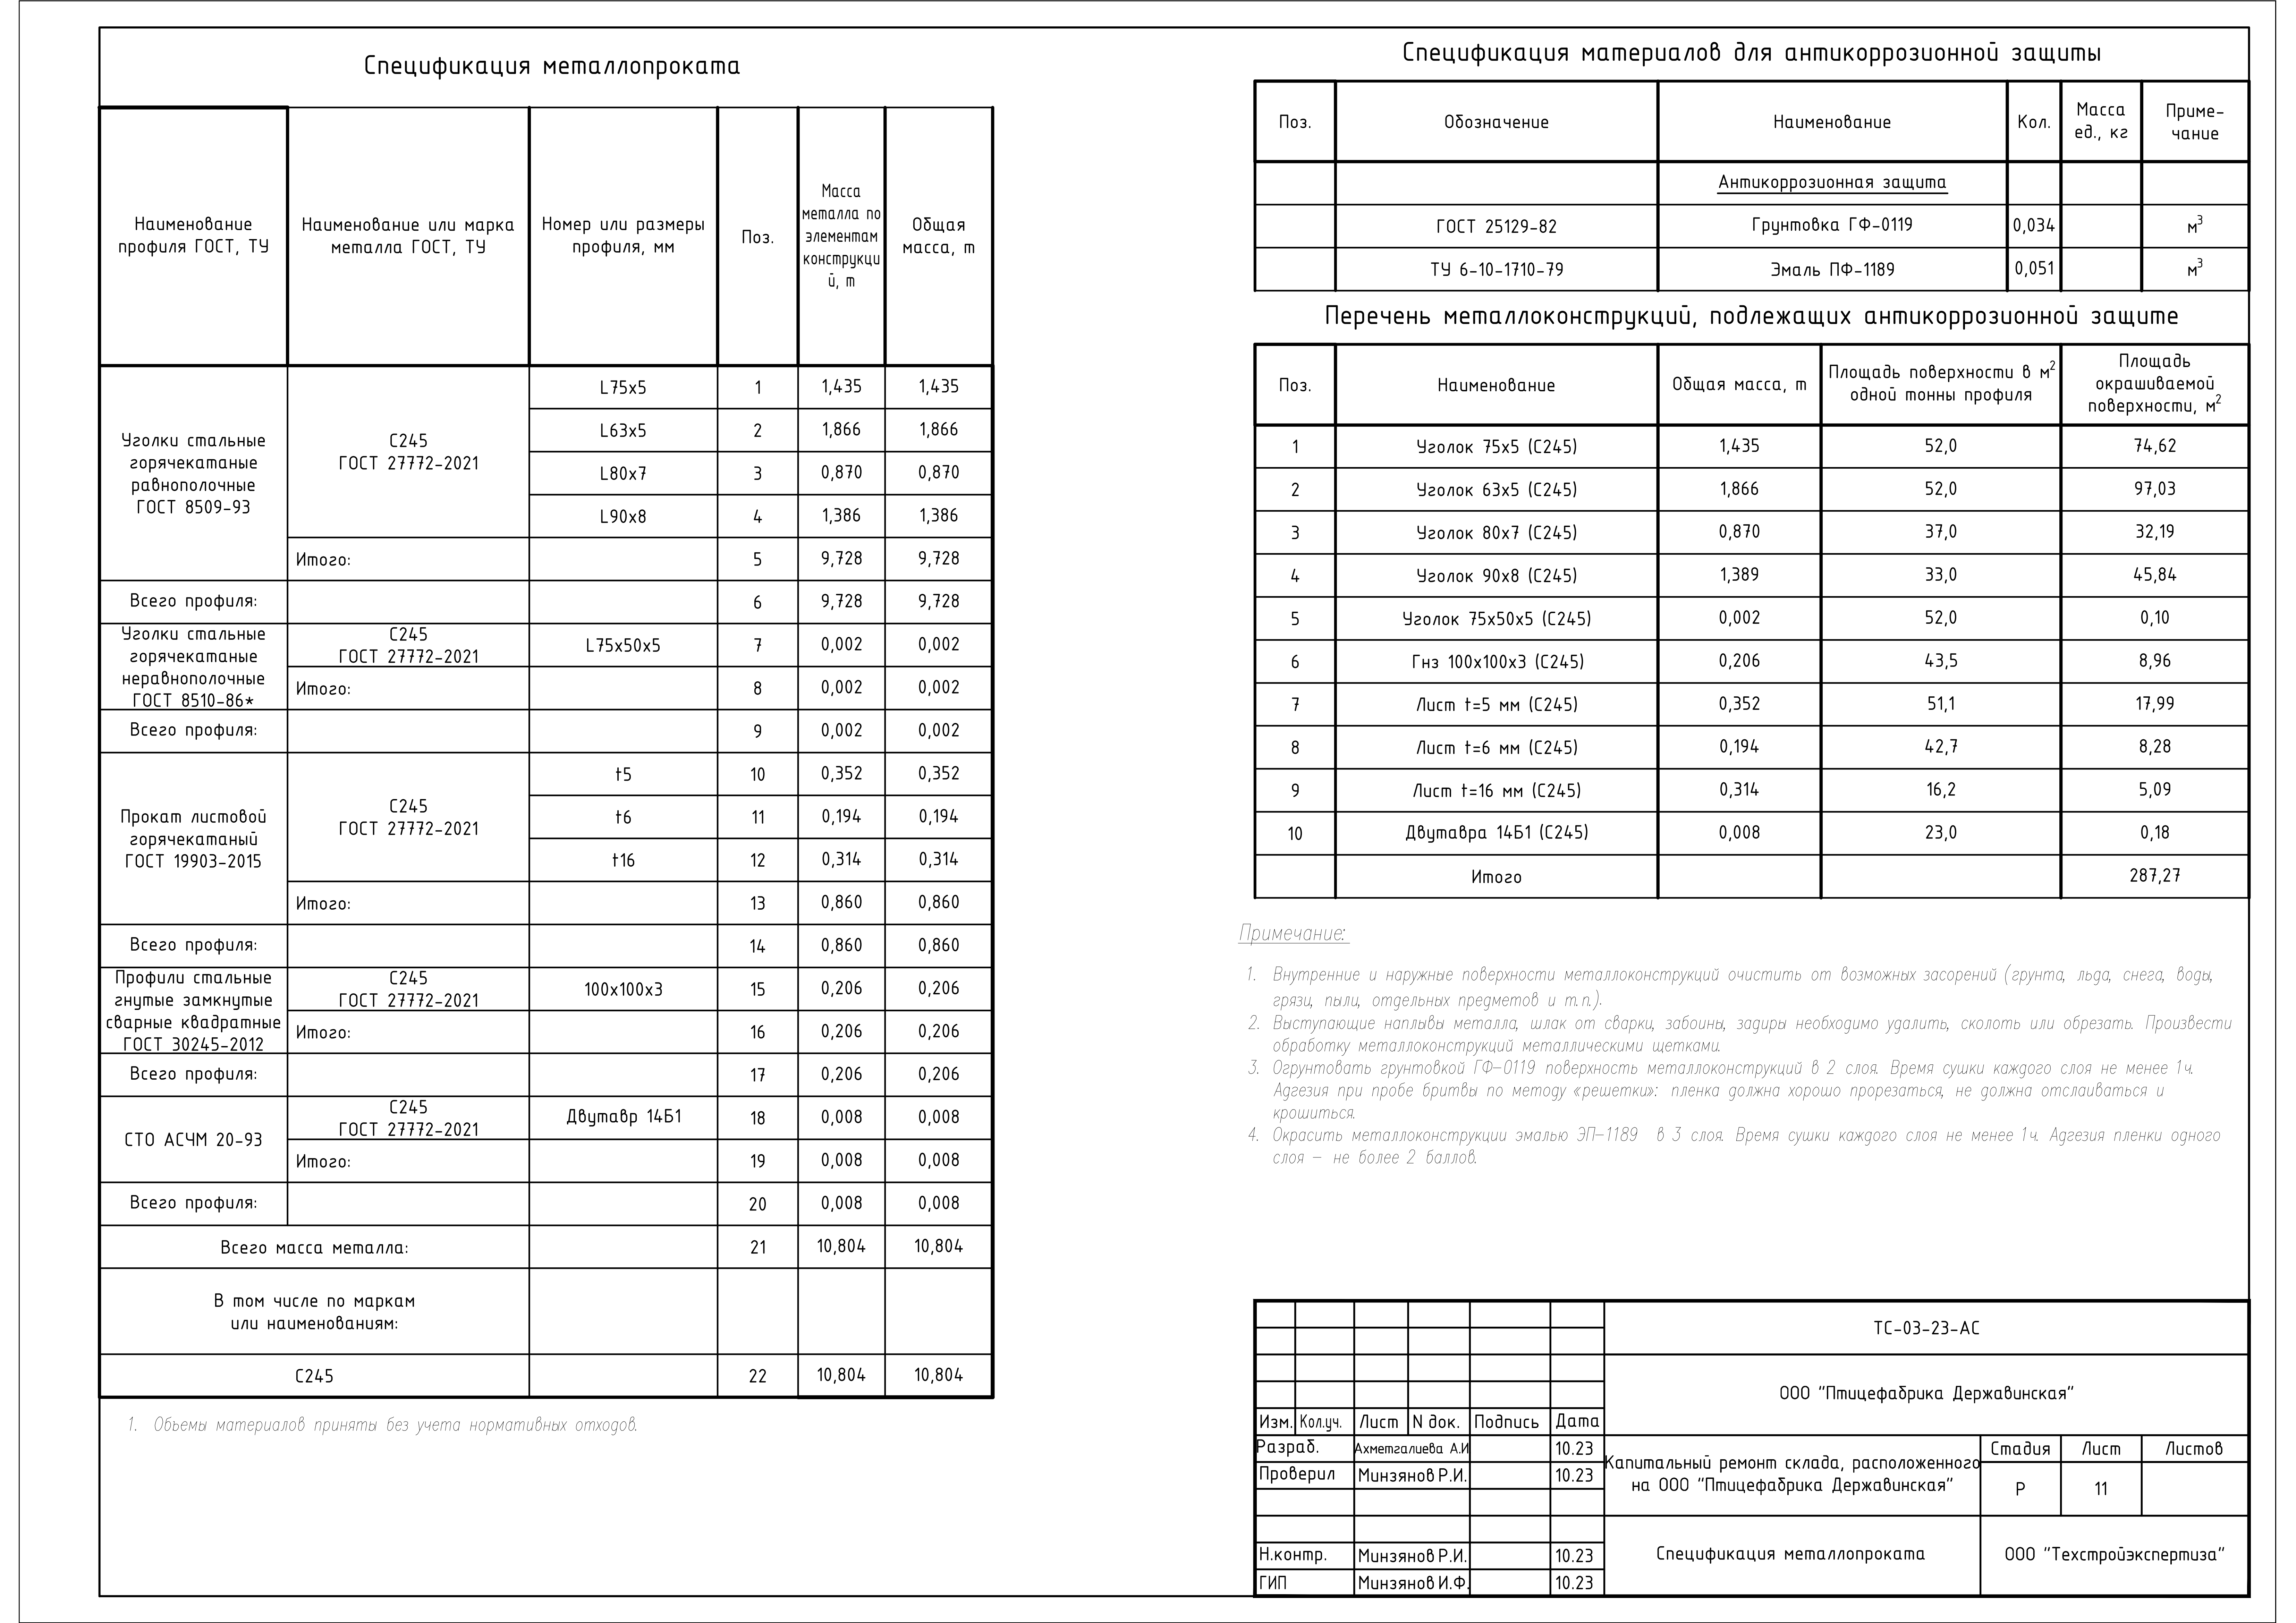 Спецификация металлопроката
Наименование
профиля ГОСТ, ТУ
Наименование или марка
металла ГОСТ, ТУ
Номер или размеры
профиля, мм
Поз.
Масса
металла по
элементам
конструкци
й, т
Общая
масса, т
Уголки стальные
горячекатаные
равнополочные
ГОСТ 8509-93
С245
ГОСТ 27772-2021
L75x5 1 1,435 1,435
L63x5 2 1,866 1,866
L80x7 3 0,870 0,870
L90x8 4 1,386 1,386
Итого: 5 9,728 9,728
Всего профиля: 6 9,728 9,728
Уголки стальные
горячекатаные
неравнополочные
ГОСТ 8510-86*
С245
ГОСТ 27772-2021
L75x50x5 7 0,002 0,002
Итого: 8 0,002 0,002
Всего профиля: 9 0,002 0,002
Прокат листовой
горячекатаный
ГОСТ 19903-2015
С245
ГОСТ 27772-2021
t5 10 0,352 0,352
t6 11 0,194 0,194
t16 12 0,314 0,314
Итого: 13 0,860 0,860
Всего профиля: 14 0,860 0,860
Профили стальные
гнутые замкнутые
сварные квадратные
ГОСТ 30245-2012
С245
ГОСТ 27772-2021
100x100x3 15 0,206 0,206
Итого: 16 0,206 0,206
Всего профиля: 17 0,206 0,206
СТО АСЧМ 20-93
С245
ГОСТ 27772-2021
Двутавр 14Б1 18 0,008 0,008
Итого: 19 0,008 0,008
Всего профиля: 20 0,008 0,008
Всего масса металла: 21 10,804 10,804
В том числе по маркам
или наименованиям:
С245 22 10,804 10,804
1. Объемы материалов приняты без учета нормативных отходов.
Спецификация материалов для антикоррозионной защиты
Поз.
Обозначение
Наименование
Кол.
Масса
ед., кг
Приме-
чание
Антикоррозионная защита
ГОСТ 25129-82 Грунтовка ГФ-0119 0,034 м³
ТУ 6-10-1710-79 Эмаль ПФ-1189 0,051 м³
Перечень металлоконструкций, подлежащих антикоррозионной защите
Поз.
Наименование
Общая масса, т
Площадь поверхности в м²
одной тонны профиля
Площадь
окрашиваемой
поверхности, м²
1 Уголок 75x5 (С245) 1,435 52,0 74,62
2 Уголок 63x5 (С245) 1,866 52,0 97,03
3 Уголок 80x7 (С245) 0,870 37,0 32,19
4 Уголок 90x8 (С245) 1,389 33,0 45,84
5 Уголок 75x50x5 (С245) 0,002 52,0 0,10
6 Гнз 100x100x3 (С245) 0,206 43,5 8,96
7 Лист t=5 мм (С245) 0,352 51,1 17,99
8 Лист t=6 мм (С245) 0,194 42,7 8,28
9 Лист t=16 мм (С245) 0,314 16,2 5,09
10 Двутавра 14Б1 (С245) 0,008 23,0 0,18
Итого 287,27
Примечание:
1. Внутренние и наружные поверхности металлоконструкций очистить от возможных засорений (грунта, льда, снега, воды,
грязи, пыли, отдельных предметов и т.п.).
2. Выступающие наплывы металла, шлак от сварки, забоины, задиры необходимо удалить, сколоть или обрезать. Произвести
обработку металлоконструкций металлическими щетками.
3. Огрунтовать грунтовкой ГФ-0119 поверхность металлоконструкций в 2 слоя. Время сушки каждого слоя не менее 1ч.
Адгезия при пробе бритвы по методу «решетки»: пленка должна хорошо прорезаться, не должна отслаиваться и
крошиться.
4. Окрасить металлоконструкции эмалью ЭП-1189 в 3 слоя. Время сушки каждого слоя не менее 1ч. Адгезия пленки одного
слоя – не более 2 баллов.
ТС-03-23-АС
ООО "Птицефабрика Державинская"
Изм. Кол.уч. Лист N док. Подпись Дата
Разраб. Ахметгалиева А.И 10.23
Проверил Минзянов Р.И. 10.23
Н.контр. Минзянов Р.И. 10.23
ГИП Минзянов И.Ф. 10.23
Капитальный ремонт склада, расположенного
на ООО "Птицефабрика Державинская"
Стадия Лист Листов
Р 11
Спецификация металлопроката
ООО "Техстройэкспертиза"